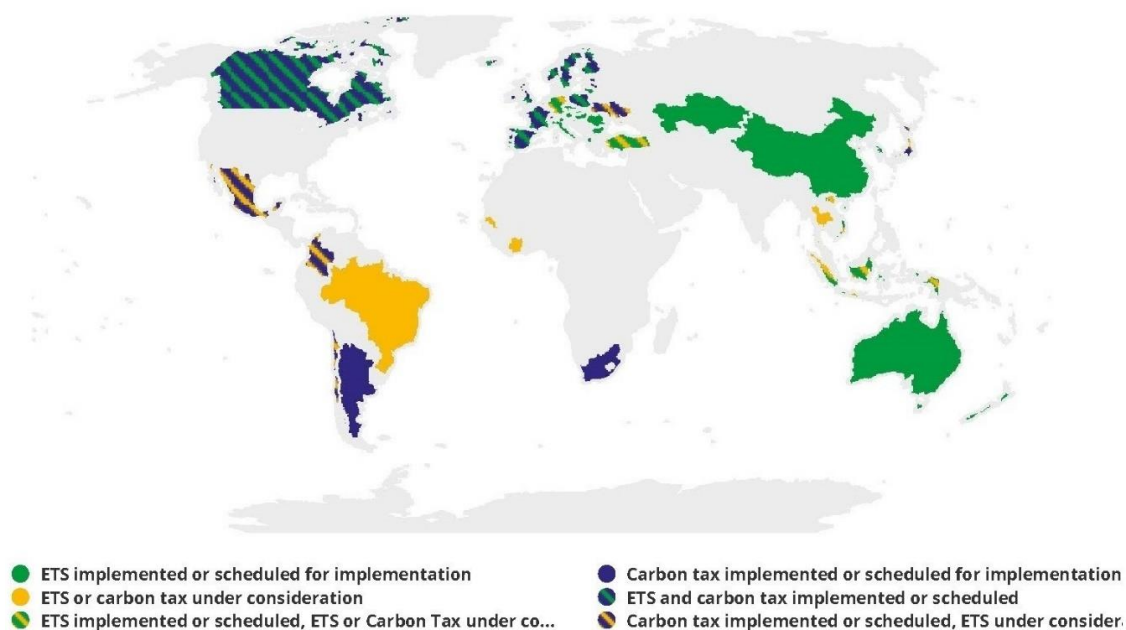 ETS implemented or scheduled for implementation
ETS or carbon tax under consideration
ETS implemented or scheduled, ETS or Carbon Tax under co...
Carbon tax implemented or scheduled for implementation
ETS and carbon tax implemented or scheduled
Carbon tax implemented or scheduled, ETS under consider